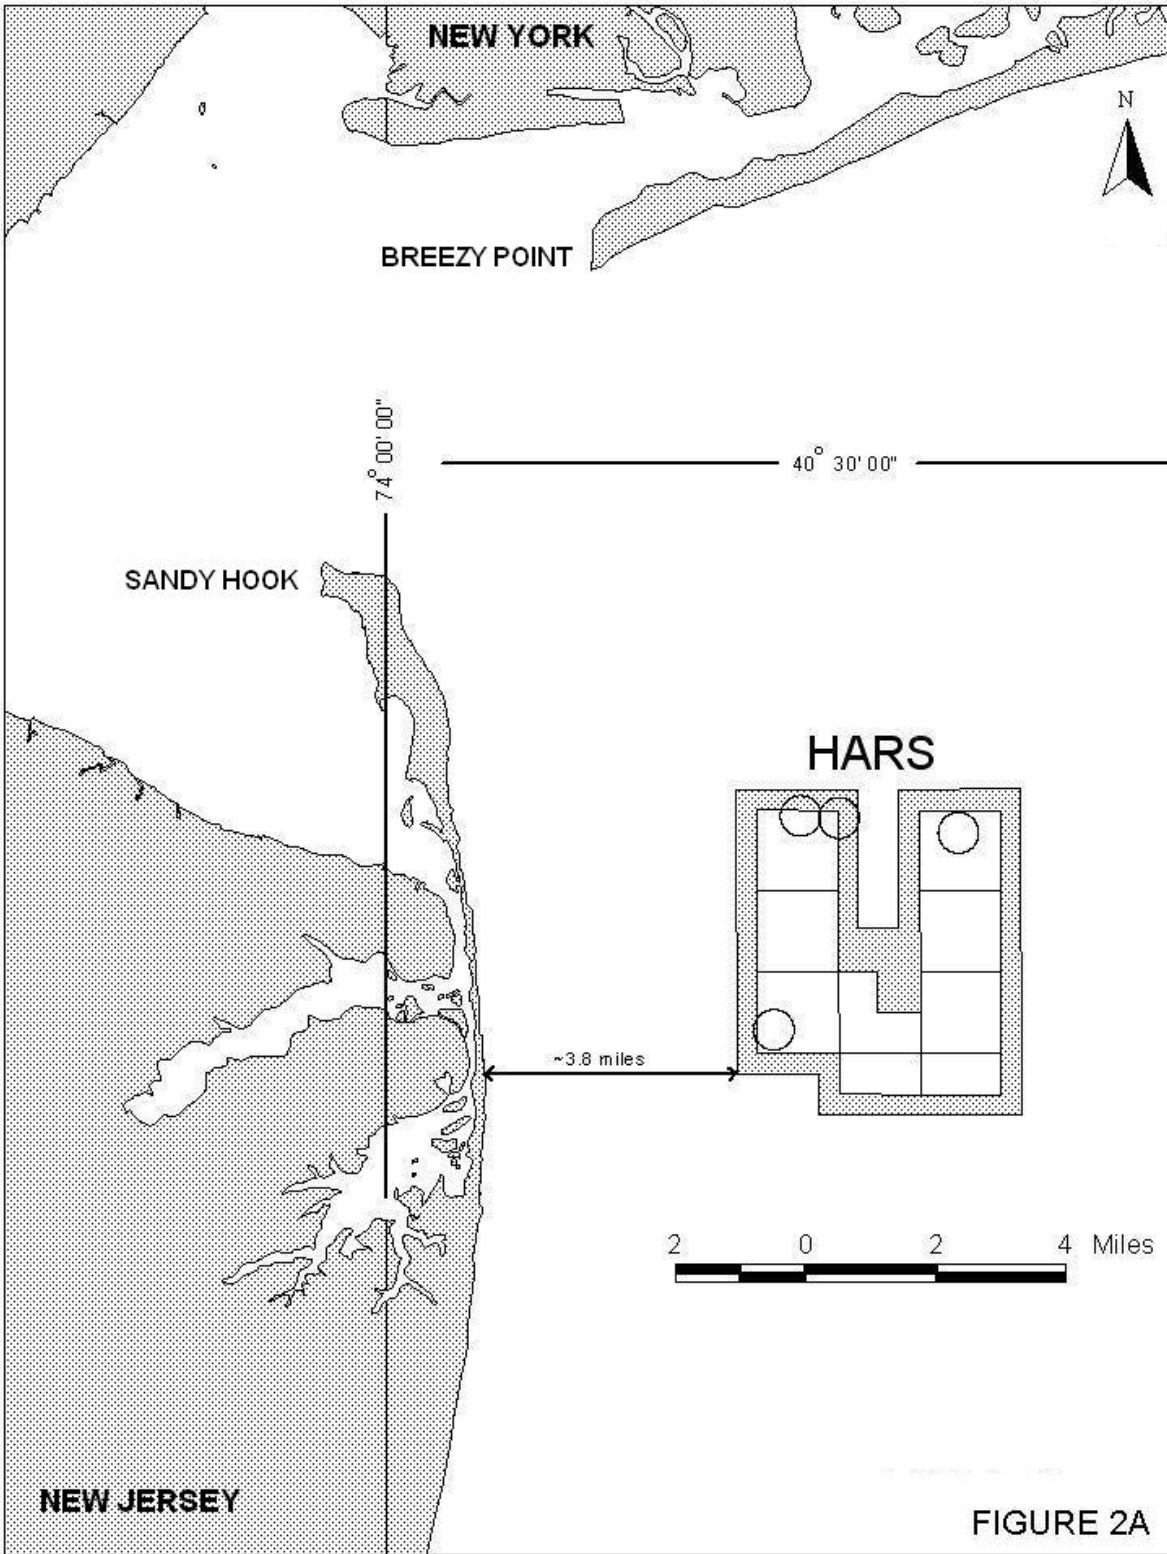 NEW YORK
N
BREEZY POINT
74° 00' 00"
40° 30' 00"
SANDY HOOK
HARS
~3.8 miles
2 0 2 4 Miles
NEW JERSEY
FIGURE 2A